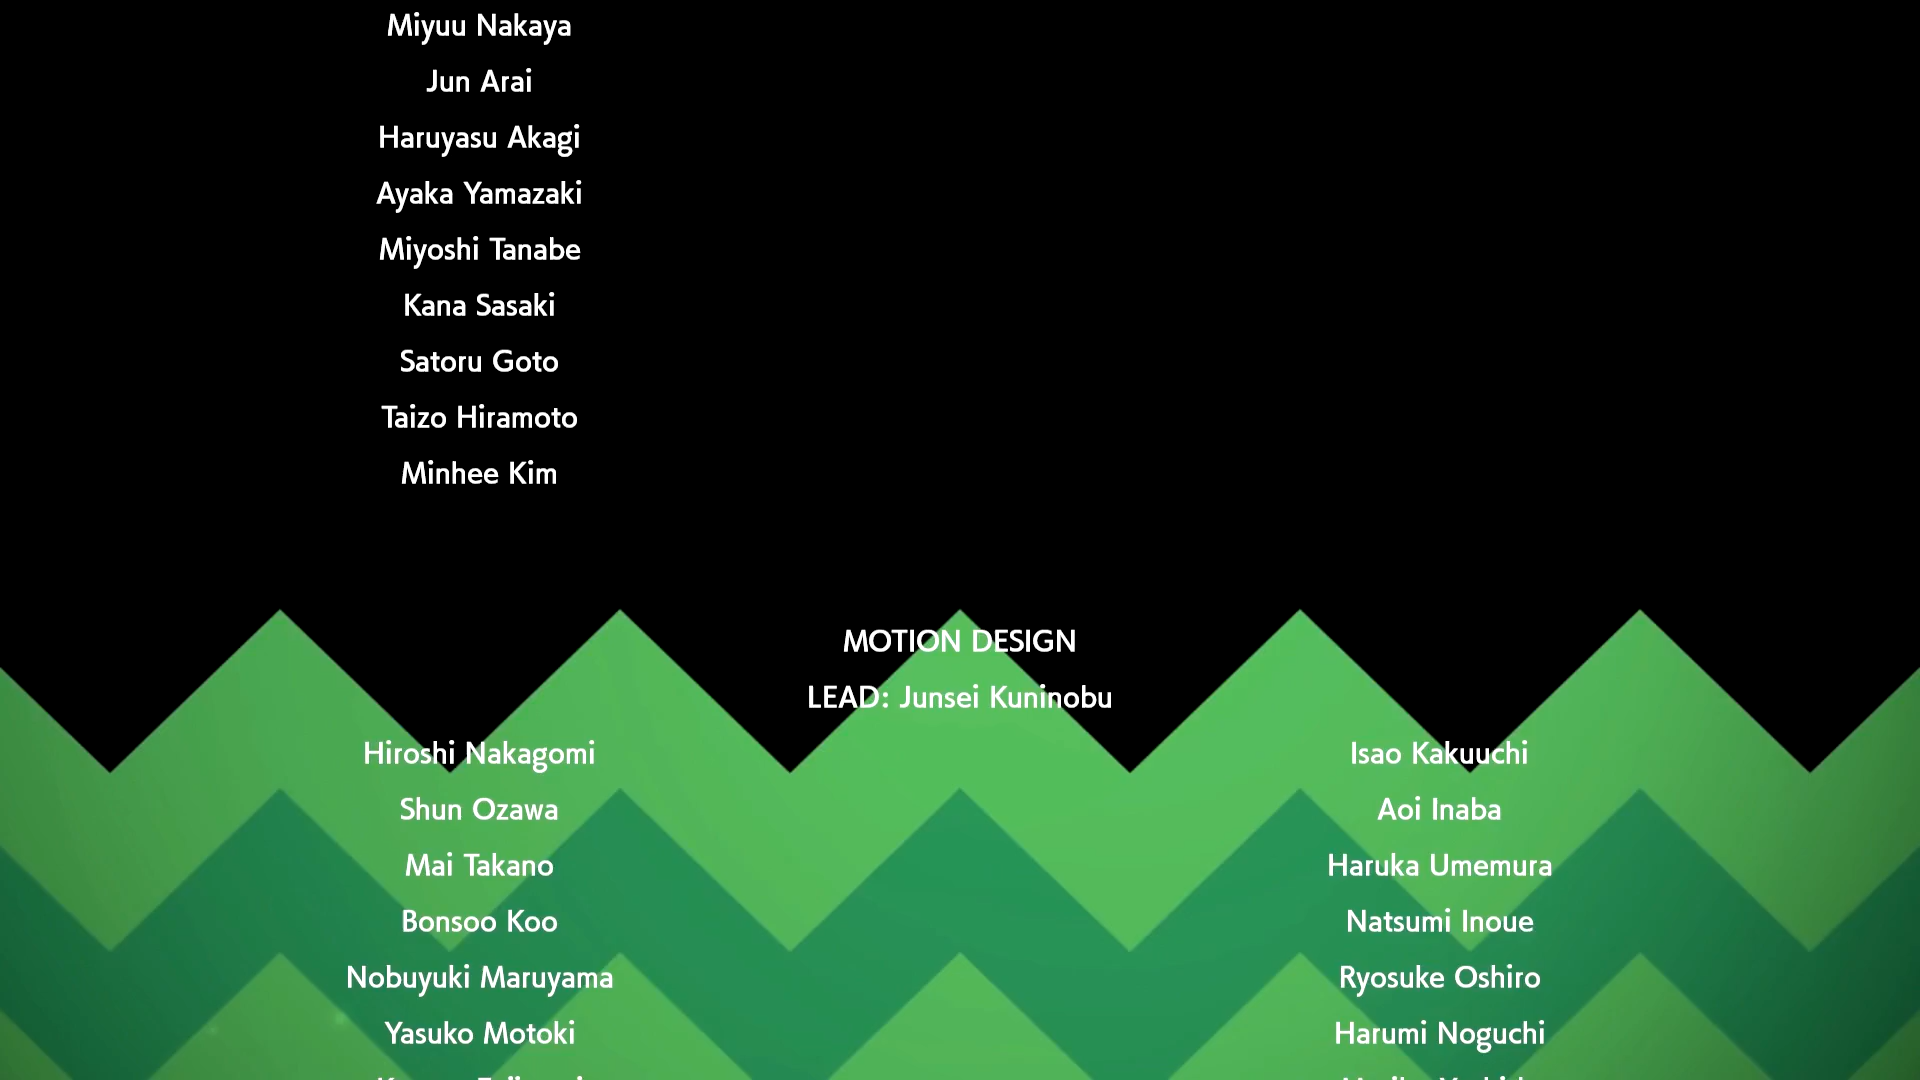 Miyuu Nakaya
Jun Arai
Haruyasu Akagi
Ayaka Yamazaki
Miyoshi Tanabe
Kana Sasaki
Satoru Goto
Taizo Hiramoto
Minhee Kim
MOTION DESIGN
LEAD: Junsei Kuninobu
Hiroshi Nakagomi
Isao Kakuuchi
Shun Ozawa
Aoi Inaba
Mai Takano
Haruka Umemura
Bonsoo Koo
Natsumi Inoue
Nobuyuki Maruyama
Ryosuke Oshiro
Yasuko Motoki
Harumi Noguchi